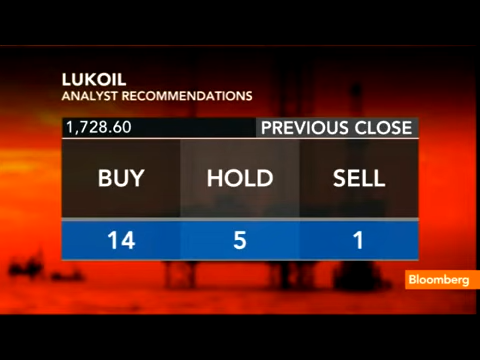 LUKOIL
ANALYST RECOMMENDATIONS
1,728.60 PREVIOUS CLOSE
BUY HOLD SELL
14 5 1
Bloomberg